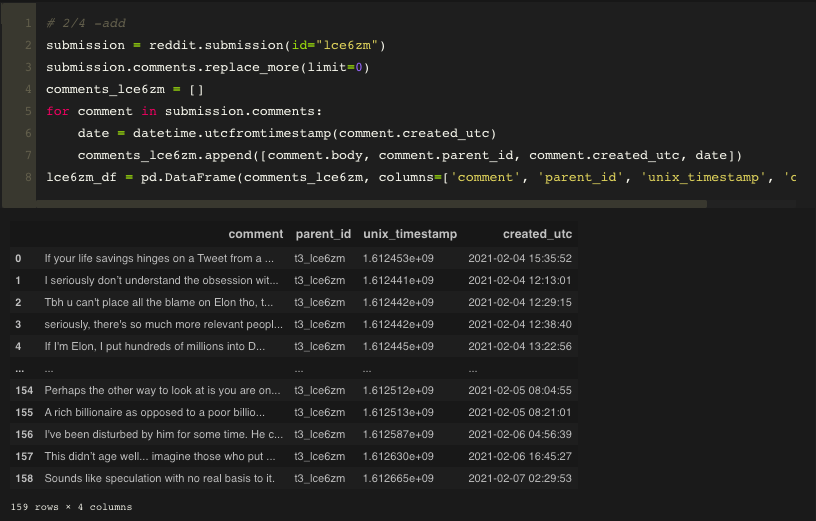 1 # 2/4 -add
2 submission = reddit.submission(id="lce6zm")
3 submission.comments.replace_more(limit=0)
4 comments_lce6zm = []
5 for comment in submission.comments:
6 date = datetime.utcfromtimestamp(comment.created_utc)
7 comments_lce6zm.append([comment.body, comment.parent_id, comment.created_utc, date])
8 lce6zm_df = pd.DataFrame(comments_lce6zm, columns=['comment', 'parent_id', 'unix_timestamp', 'c
comment parent_id unix_timestamp created_utc
0 If your life savings hinges on a Tweet from a ... t3_lce6zm 1.612453e+09 2021-02-04 15:35:52
1 I seriously don't understand the obsession wit... t3_lce6zm 1.612441e+09 2021-02-04 12:13:01
2 Tbh u can't place all the blame on Elon tho, t... t3_lce6zm 1.612442e+09 2021-02-04 12:29:15
3 seriously, there's so much more relevant peopl... t3_lce6zm 1.612442e+09 2021-02-04 12:38:40
4 If I'm Elon, I put hundreds of millions into D... t3_lce6zm 1.612445e+09 2021-02-04 13:22:56
... ... ... ... ...
154 Perhaps the other way to look at is you are on... t3_lce6zm 1.612512e+09 2021-02-05 08:04:55
155 A rich billionaire as opposed to a poor billio... t3_lce6zm 1.612513e+09 2021-02-05 08:21:01
156 I've been disturbed by him for some time. He c... t3_lce6zm 1.612587e+09 2021-02-06 04:56:39
157 This didn't age well... imagine those who put ... t3_lce6zm 1.612630e+09 2021-02-06 16:45:27
158 Sounds like speculation with no real basis to it. t3_lce6zm 1.612665e+09 2021-02-07 02:29:53
159 rows × 4 columns